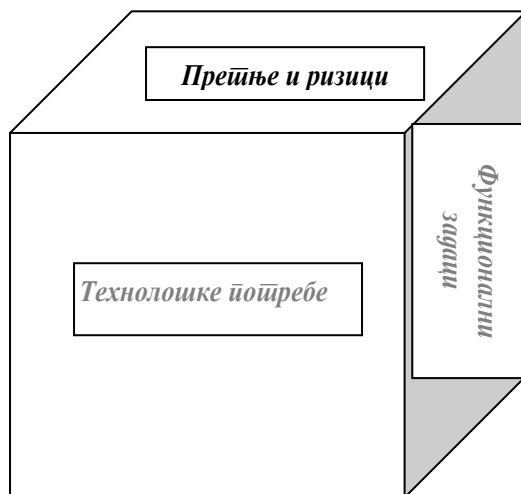 Претње и ризици
Технолошке потребе
Функционални
задаци